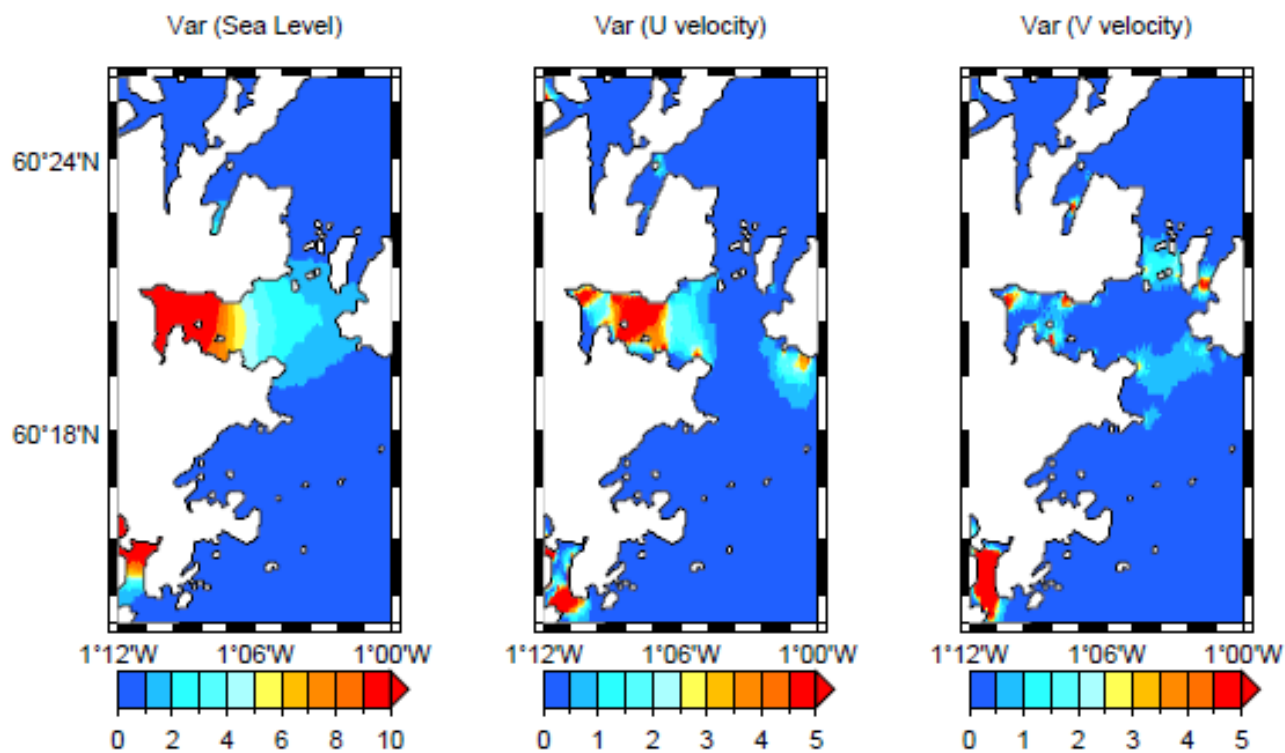 Var (Sea Level) Var (U velocity) Var (V velocity)
60°24'N
60°18'N
1°12'W 1°06'W 1°00'W 1°12'W 1°06'W 1°00'W 1°12'W 1°06'W 1°00'W
0 2 4 6 8 10 0 1 2 3 4 5 0 1 2 3 4 5